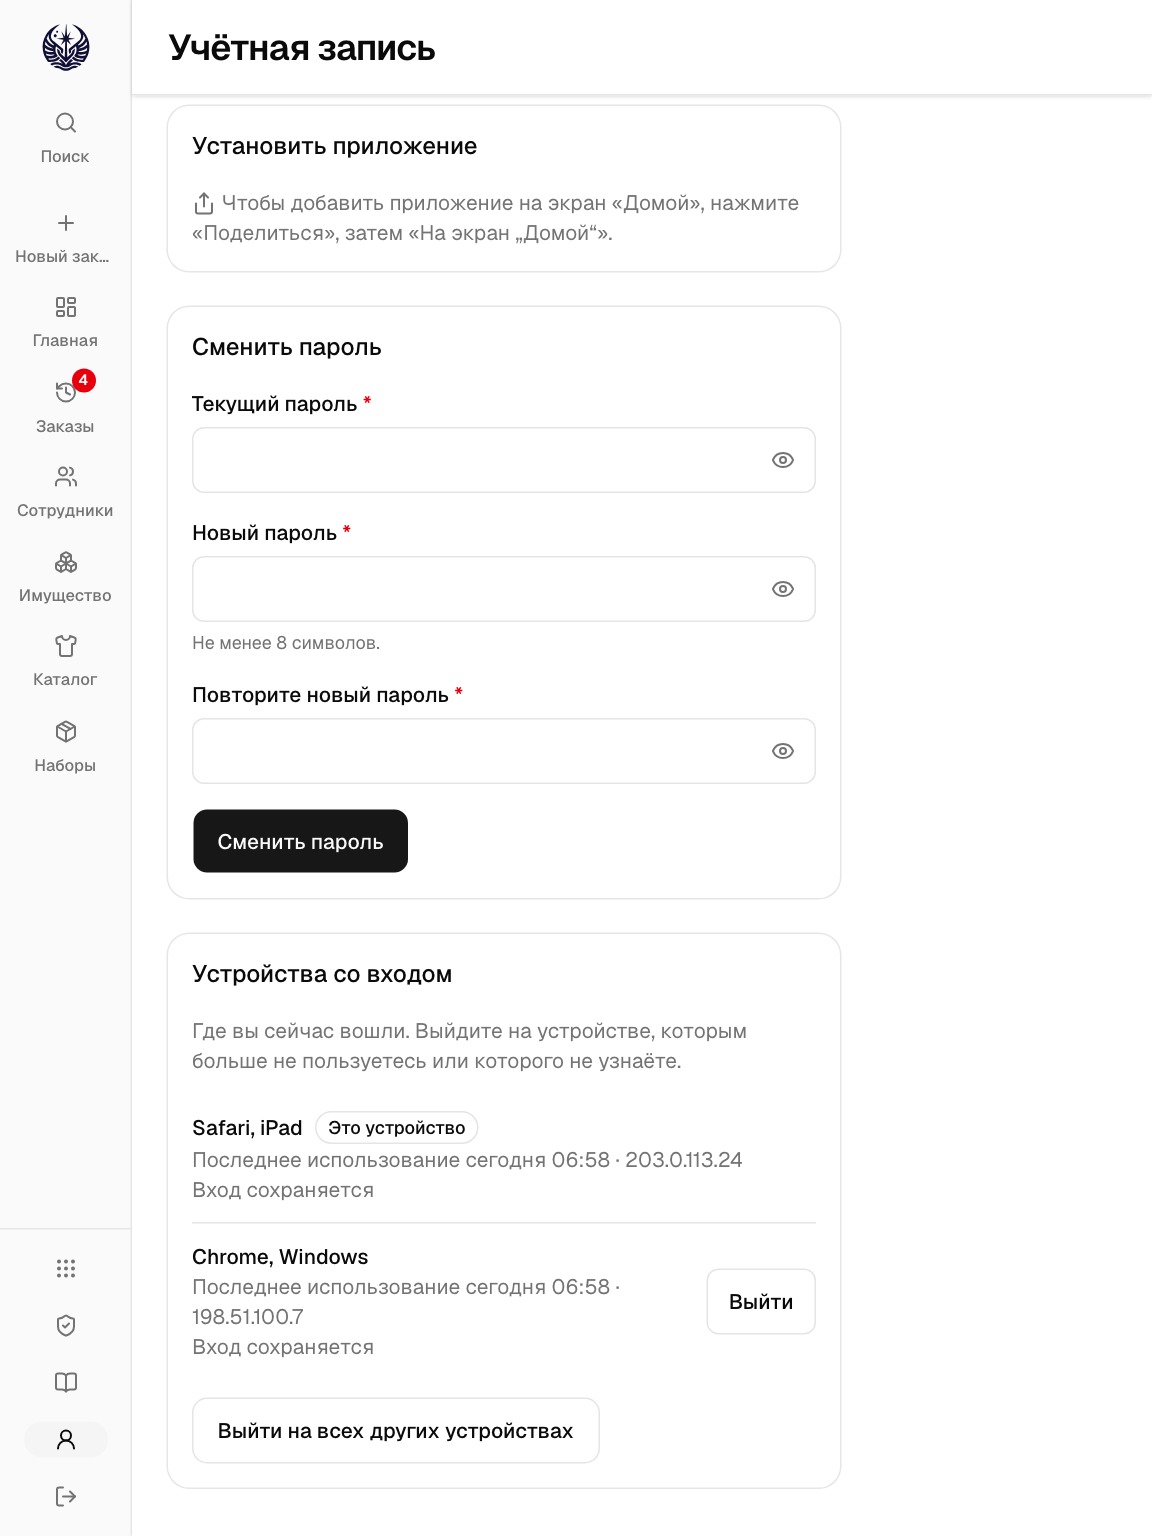 Учётная запись
Поиск
Новый зак...
Главная
4
Заказы
Сотрудники
Имущество
Каталог
Наборы
Установить приложение
Чтобы добавить приложение на экран «Домой», нажмите
«Поделиться», затем «На экран „Домой“».
Сменить пароль
Текущий пароль *
Новый пароль *
Не менее 8 символов.
Повторите новый пароль *
Сменить пароль
Устройства со входом
Где вы сейчас вошли. Выйдите на устройстве, которым
больше не пользуетесь или которого не узнаёте.
Safari, iPad Это устройство
Последнее использование сегодня 06:58 · 203.0.113.24
Вход сохраняется
Chrome, Windows
Последнее использование сегодня 06:58 ·
198.51.100.7
Вход сохраняется
Выйти
Выйти на всех других устройствах